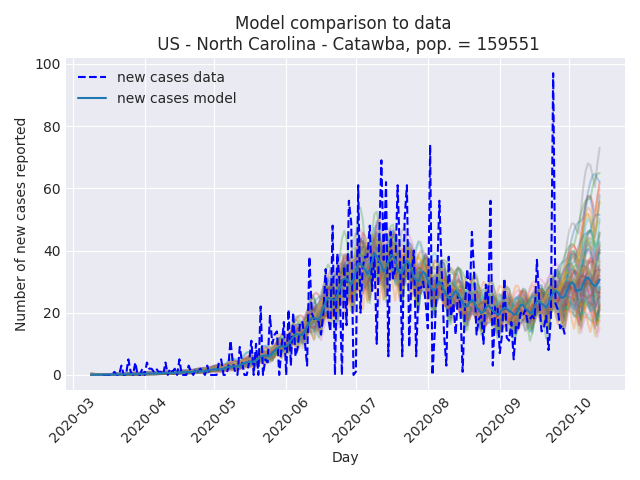 Model comparison to data
US - North Carolina - Catawba, pop. = 159551
new cases data
new cases model
Number of new cases reported
100
80
60
40
20
0
2020-03
2020-04
2020-05
2020-06
2020-07
2020-08
2020-09
2020-10
Day